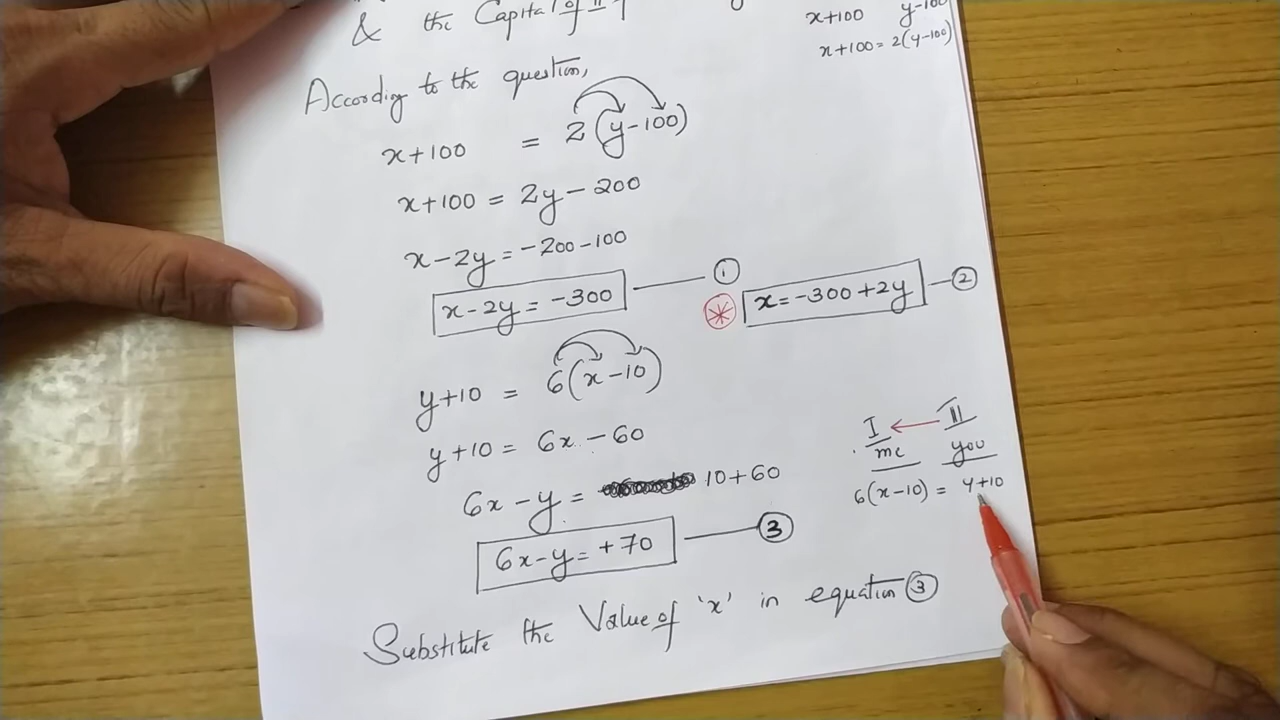 & the Capital of II
x+100 y-100
x+100 = 2(y-100)
According to the question,
x+100 = 2(y-100)
x+100 = 2y-200
x-2y = -200-100
x-2y = -300 ①
* x = -300+2y ②
y+10 = 6(x-10)
y+10 = 6x-60
I II
me you
6(x-10) = y+10
6x-y = 10+60
6x-y = +70 ③
Substitute the Value of 'x' in equation ③